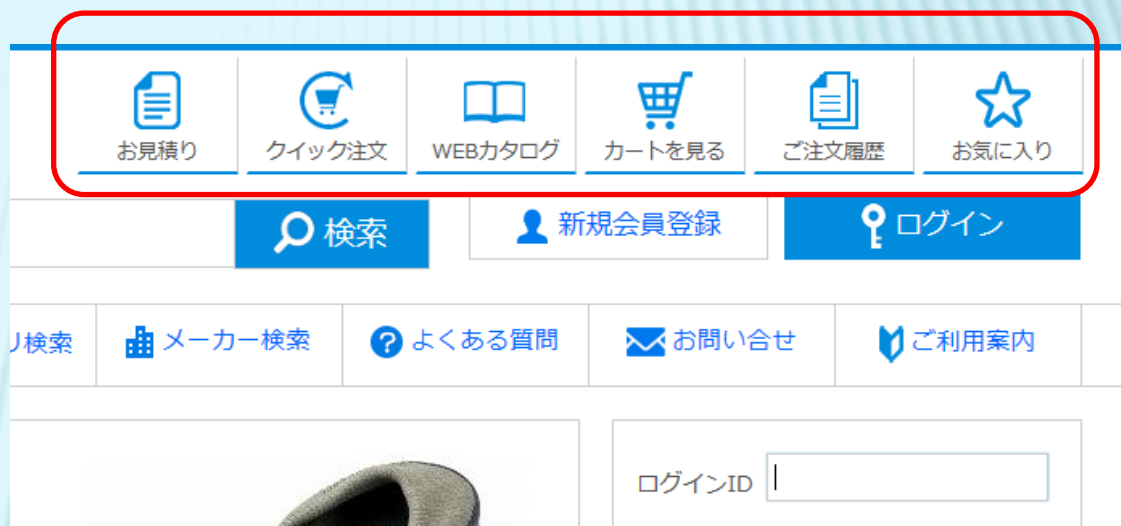 お見積り
クイック注文
WEBカタログ
カートを見る
ご注文履歴
お気に入り
検索
新規会員登録
ログイン
リ検索
メーカー検索
よくある質問
お問い合せ
ご利用案内
ログインID